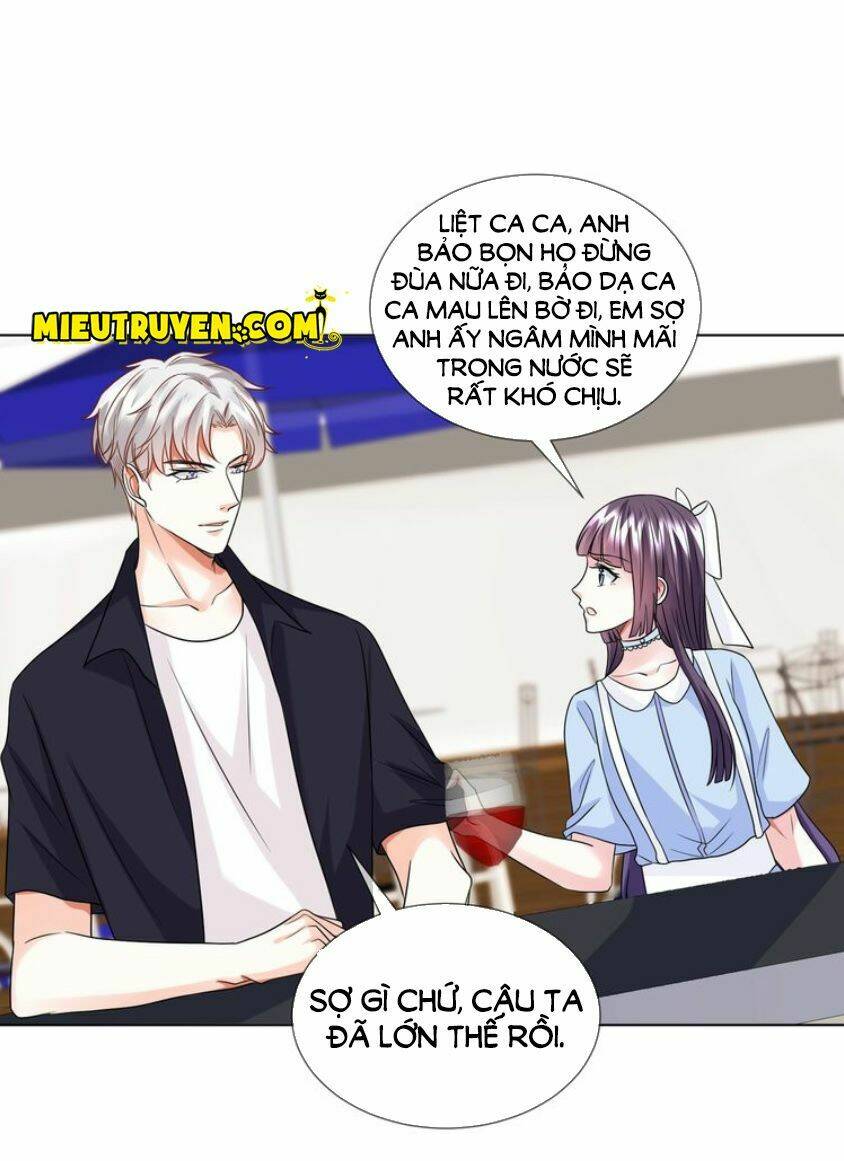 LIỆT CA CA, ANH
BẢO BỌN HỌ ĐỪNG
ĐÙA NỮA ĐI, BẢO DẠ CA
CA MAU LÊN BỜ ĐI, EM SỢ
ANH ẤY NGÂM MÌNH MÃI
TRONG NƯỚC SẼ
RẤT KHÓ CHỊU.
MIEUTRUYEN.COM
SỢ GÌ CHỨ, CẬU TA
ĐÃ LỚN THẾ RỒI.